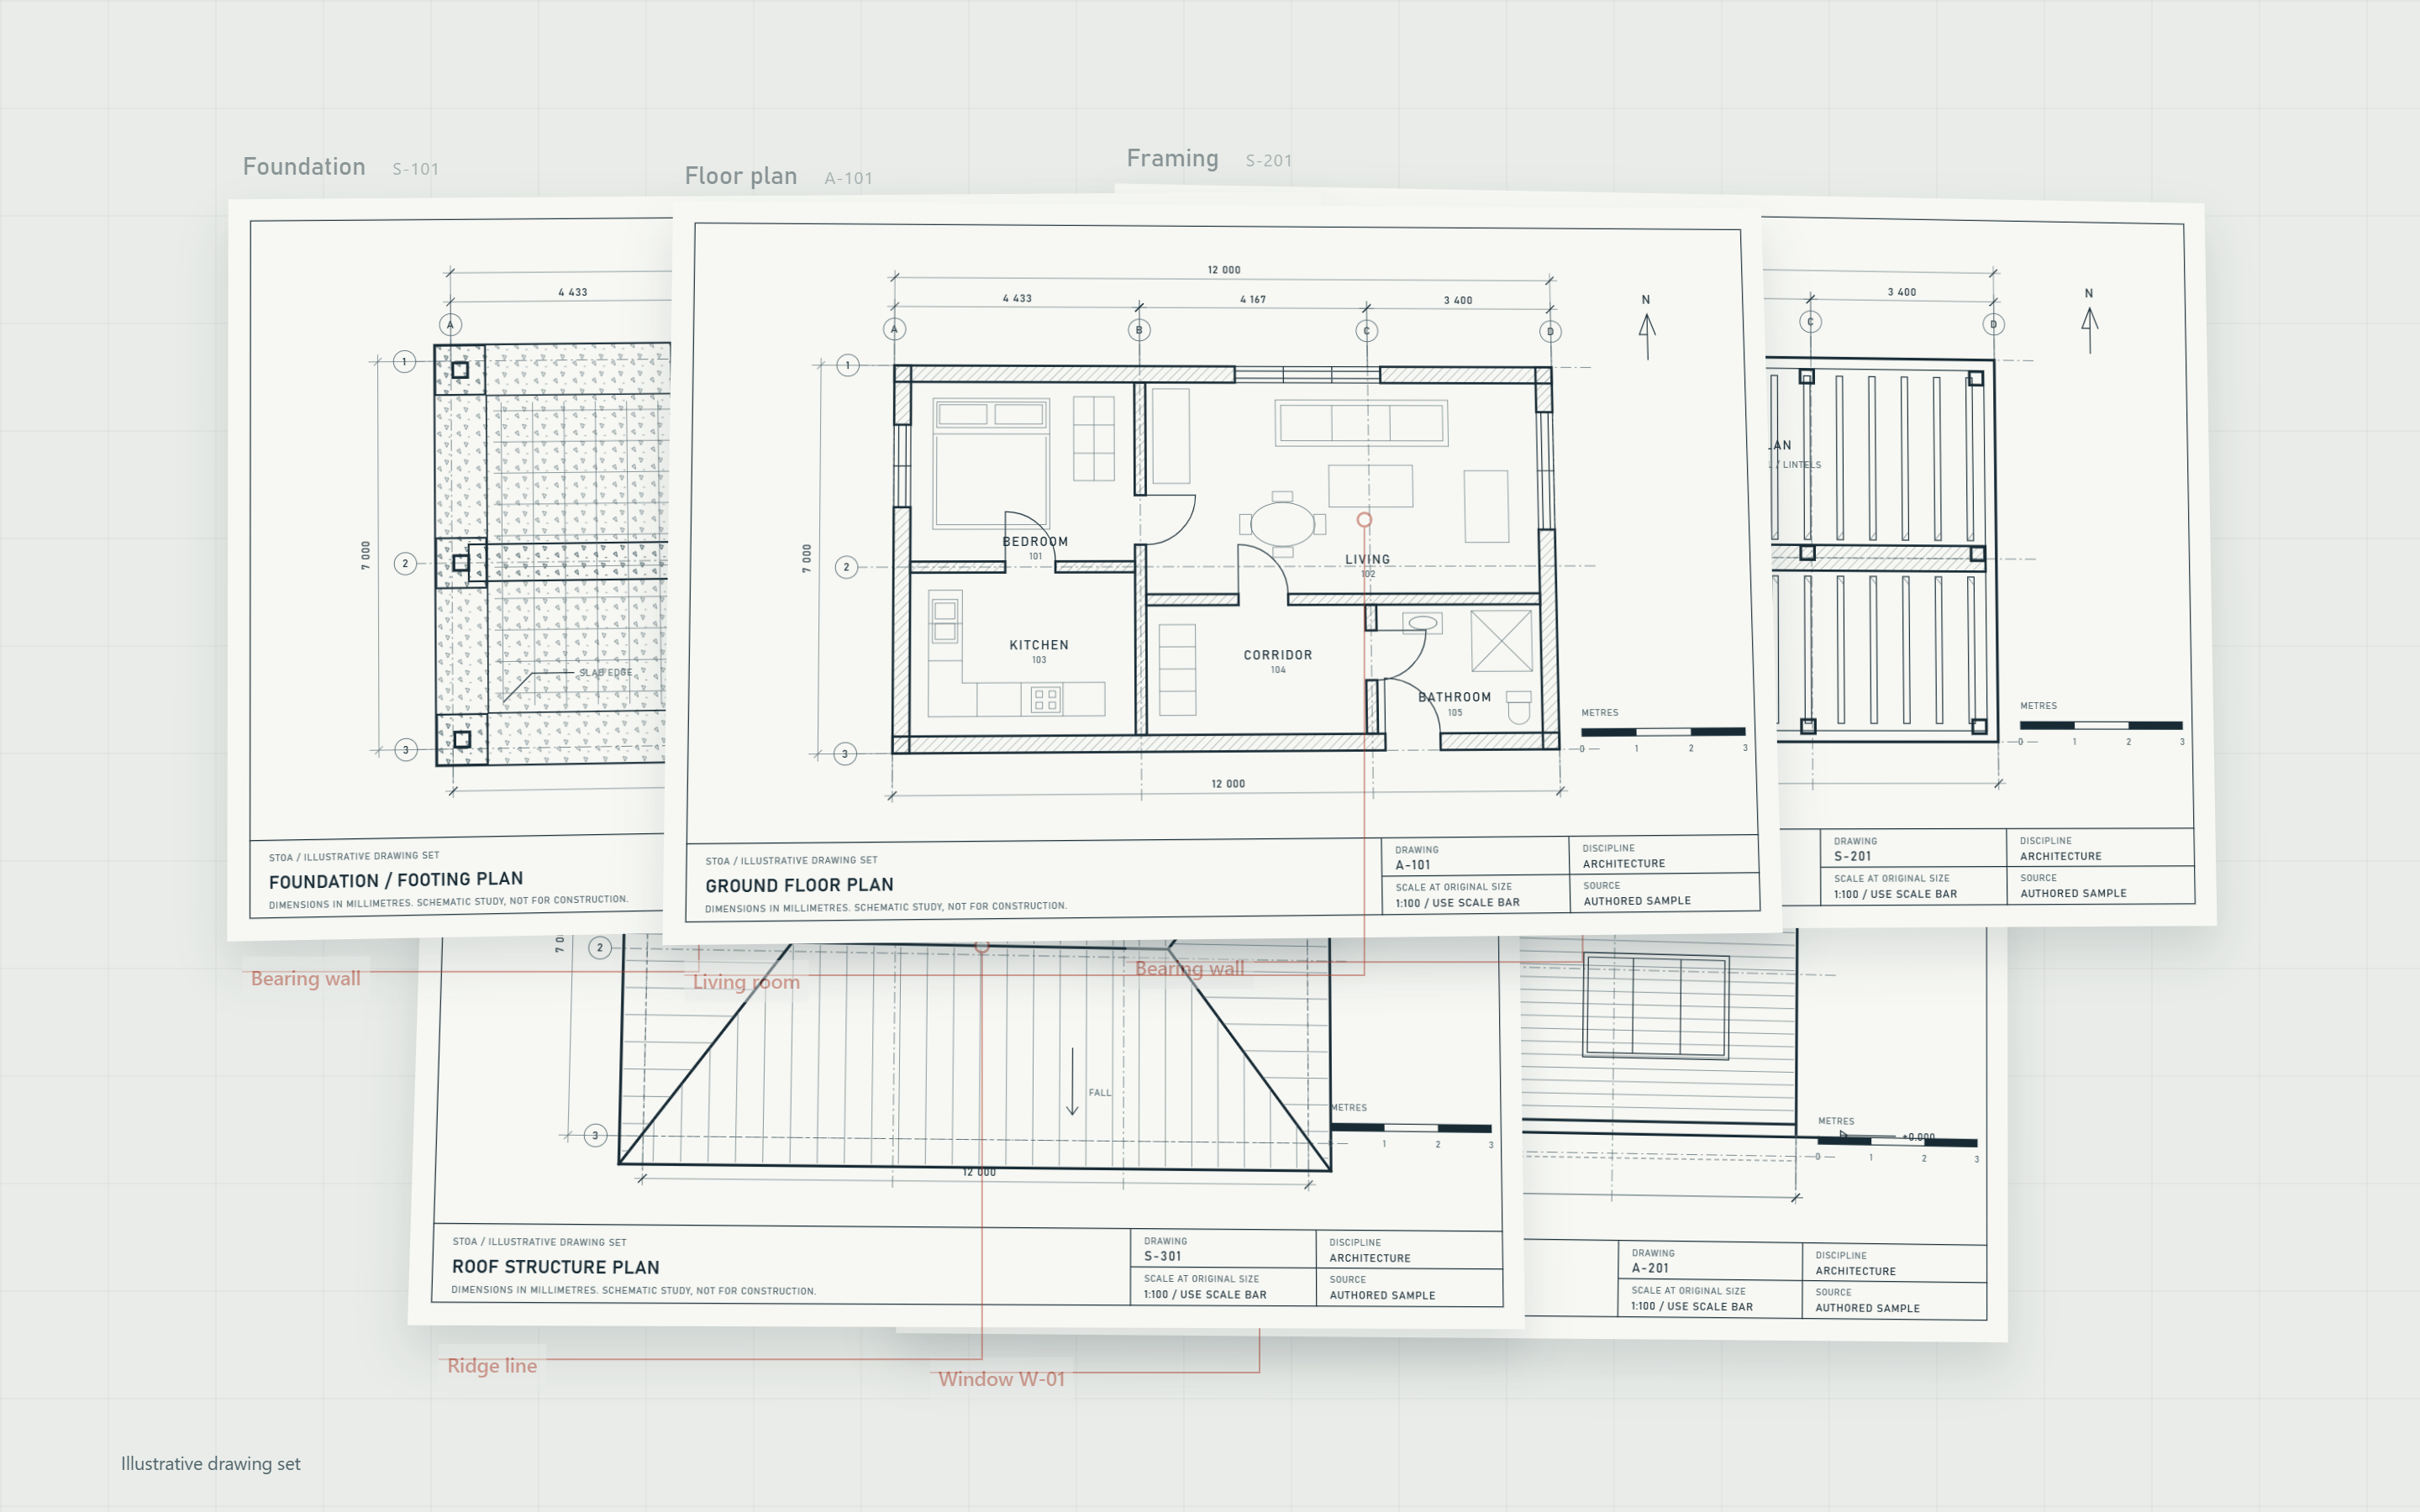 Foundation S-101
Floor plan A-101
Framing S-201
4 433
A
1
2
3
7 000
SLAB EDGE
STOA / ILLUSTRATIVE DRAWING SET
FOUNDATION / FOOTING PLAN
DIMENSIONS IN MILLIMETRES. SCHEMATIC STUDY, NOT FOR CONSTRUCTION.
12 000
4 433 4 167 3 400
A B C D
N
1
2
3
7 000
BEDROOM
101
LIVING
102
KITCHEN
103
CORRIDOR
104
BATHROOM
105
METRES
0 1 2 3
12 000
STOA / ILLUSTRATIVE DRAWING SET
GROUND FLOOR PLAN
DIMENSIONS IN MILLIMETRES. SCHEMATIC STUDY, NOT FOR CONSTRUCTION.
DRAWING
A-101
DISCIPLINE
ARCHITECTURE
SCALE AT ORIGINAL SIZE
1:100 / USE SCALE BAR
SOURCE
AUTHORED SAMPLE
3 400
C D
N
/ LINTELS
METRES
0 1 2 3
DRAWING
S-201
DISCIPLINE
ARCHITECTURE
SCALE AT ORIGINAL SIZE
1:100 / USE SCALE BAR
SOURCE
AUTHORED SAMPLE
Bearing wall
Living room
Bearing wall
2
3
FALL
METRES
1 2 3
12 000
STOA / ILLUSTRATIVE DRAWING SET
ROOF STRUCTURE PLAN
DIMENSIONS IN MILLIMETRES. SCHEMATIC STUDY, NOT FOR CONSTRUCTION.
DRAWING
S-301
DISCIPLINE
ARCHITECTURE
SCALE AT ORIGINAL SIZE
1:100 / USE SCALE BAR
SOURCE
AUTHORED SAMPLE
METRES
+0.000
0 1 2 3
DRAWING
A-201
DISCIPLINE
ARCHITECTURE
SCALE AT ORIGINAL SIZE
1:100 / USE SCALE BAR
SOURCE
AUTHORED SAMPLE
Ridge line
Window W-01
Illustrative drawing set